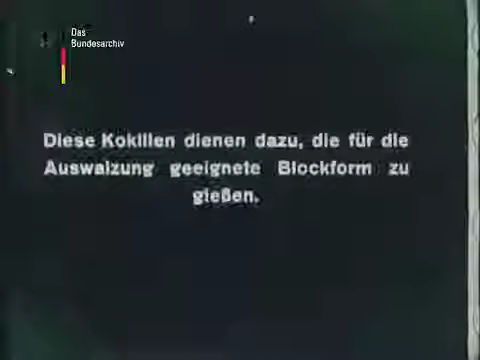 Das
Bundesarchiv
Diese Kokillen dienen dazu, die für die
Auswalzung geeignete Blockform zu
gießen.